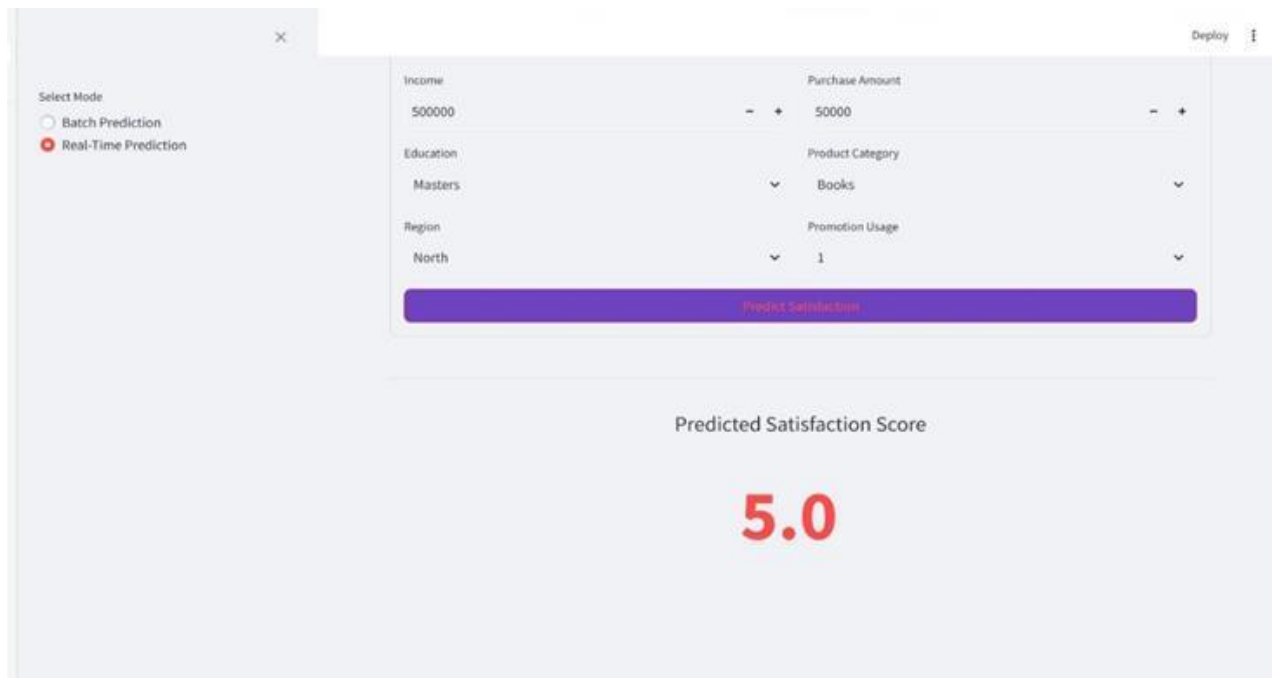 Deploy
Select Mode
Batch Prediction
Real-Time Prediction
Income
500000
Purchase Amount
50000
Education
Masters
Product Category
Books
Region
North
Promotion Usage
1
Predict Satisfaction
Predicted Satisfaction Score
5.0